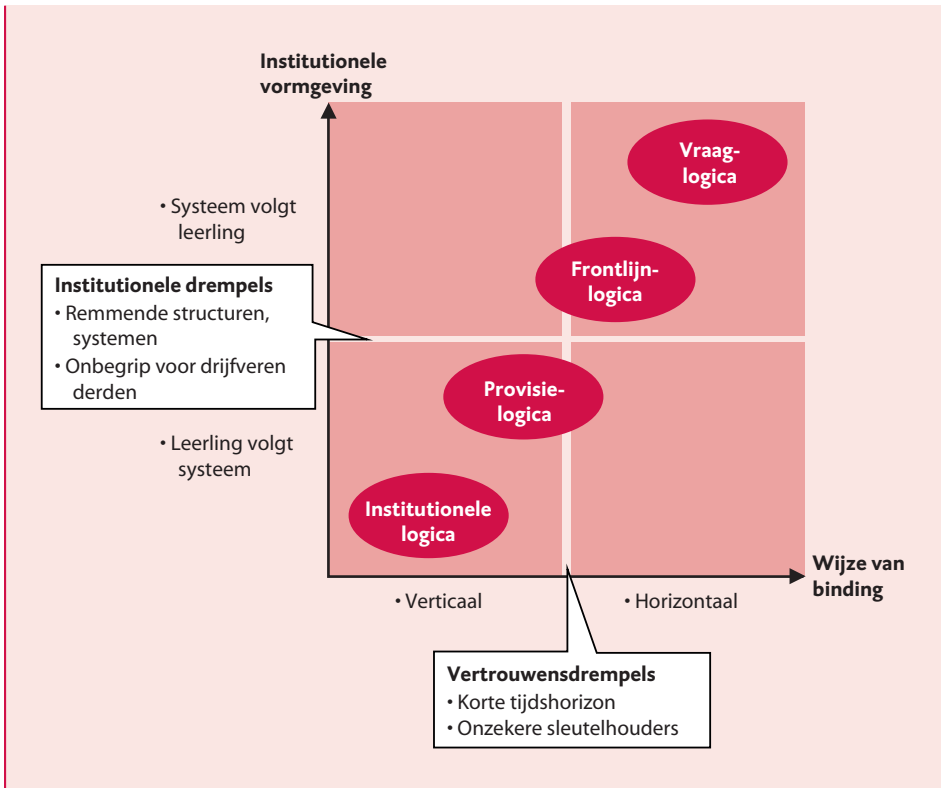 Institutionele
vormgeving
Vraag-
logica
• Systeem volgt
leerling
Frontlijn-
logica
Institutionele drempels
• Remmende structuren,
systemen
• Onbegrip voor drijfveren
derden
Provisie-
logica
• Leerling volgt
systeem
Institutionele
logica
Wijze van
binding
• Verticaal
• Horizontaal
Vertrouwensdrempels
• Korte tijdshorizon
• Onzekere sleutelhouders